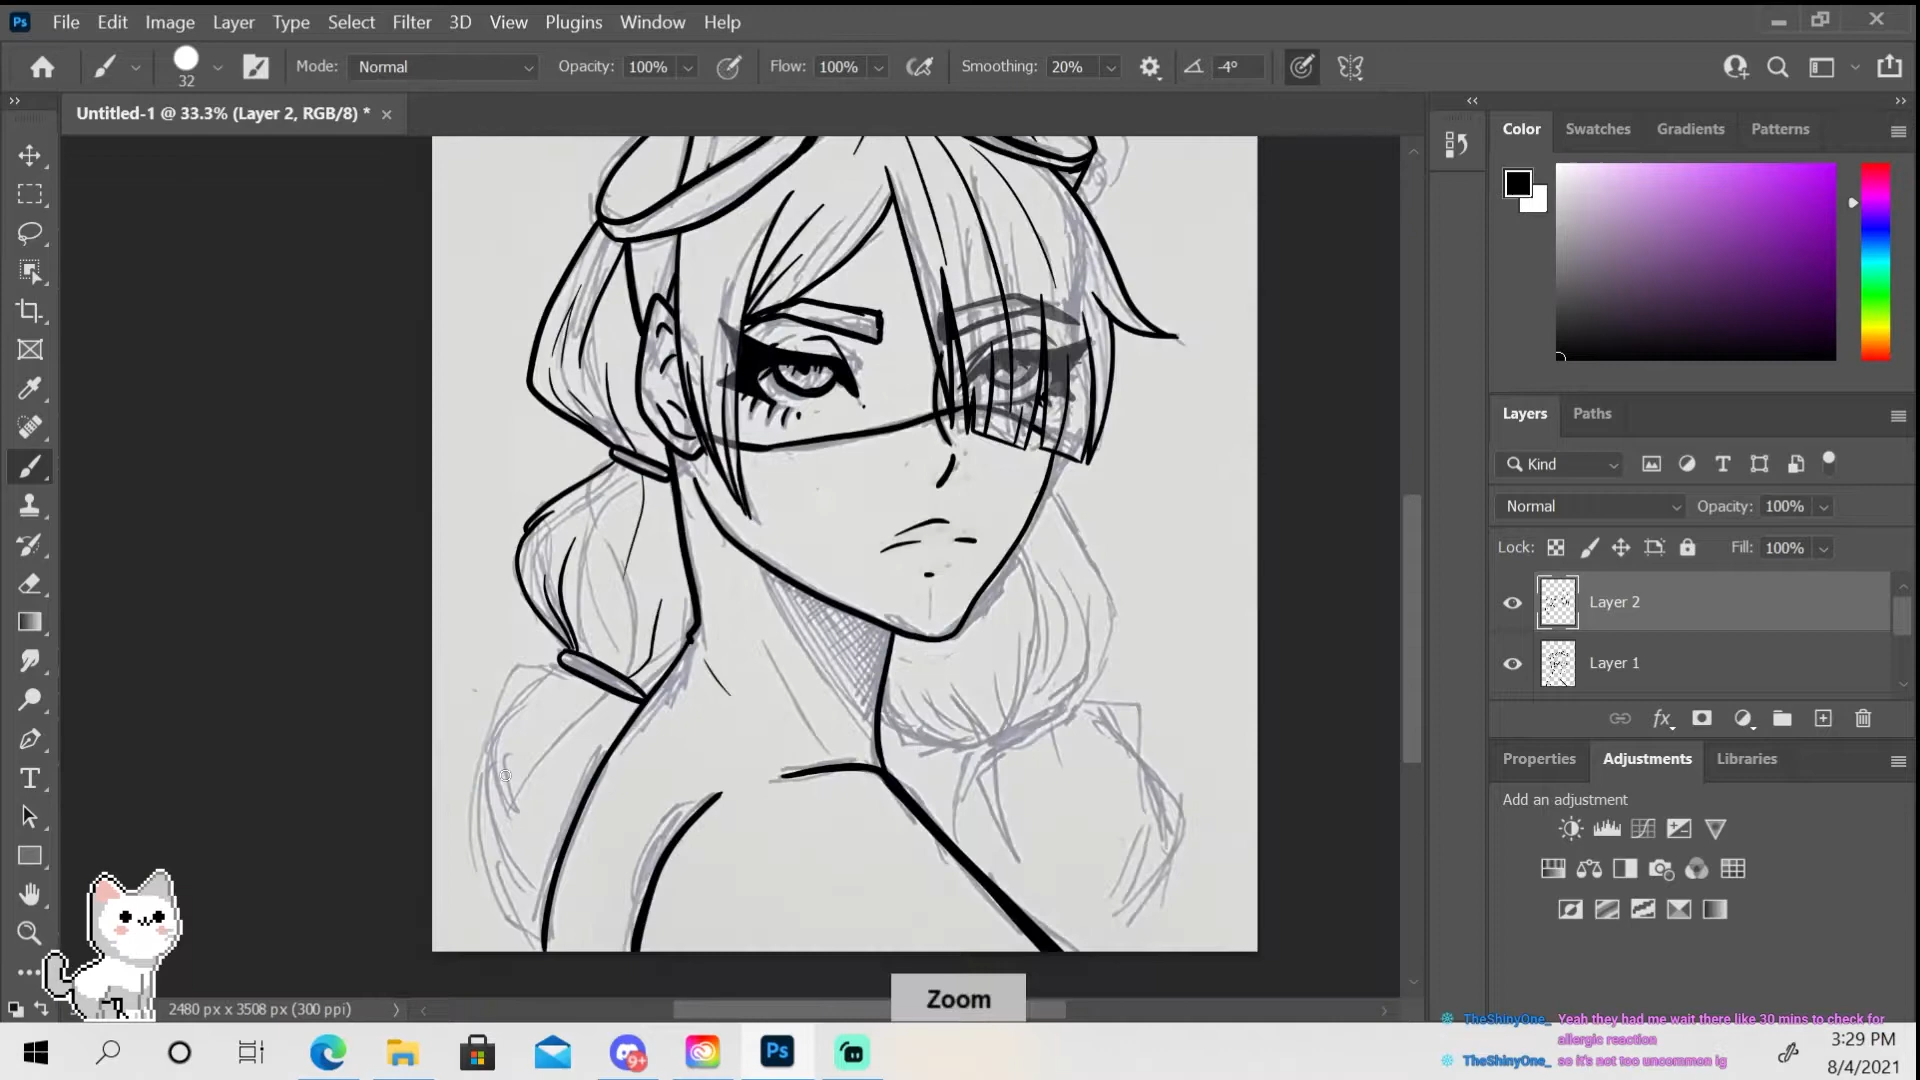 Ps File Edit Image Layer Type Select Filter 3D View Plugins Window Help
32 Mode: Normal Opacity: 100% Flow: 100% Smoothing: 20% -4°
Untitled-1 @ 33.3% (Layer 2, RGB/8) *
Color Swatches Gradients Patterns
Layers Paths
Kind
Normal Opacity: 100%
Lock: Fill: 100%
Layer 2
Layer 1
fx
Properties Adjustments Libraries
Add an adjustment
2480 px x 3508 px (300 ppi)
Zoom
TheShinyOne_ Yeah they had me wait there like 30 mins to check for
allergic reaction
TheShinyOne_ so it's not too uncommon ig
9+
Ps
3:29 PM
8/4/2021